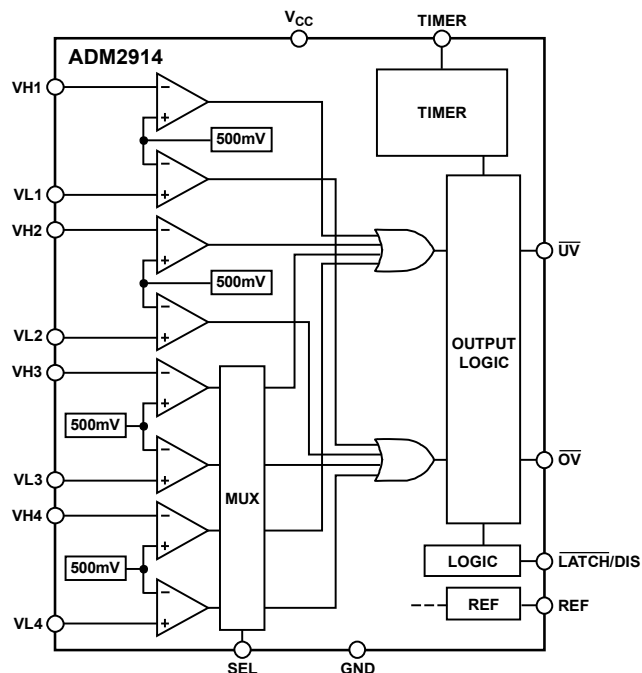 VCC
TIMER
ADM2914
VH1
TIMER
500mV
VL1
VH2
UV
500mV
OUTPUT
LOGIC
VL2
VH3
500mV
OV
MUX
VL3
VH4
LOGIC
LATCH/DIS
500mV
REF
REF
VL4
SEL
GND